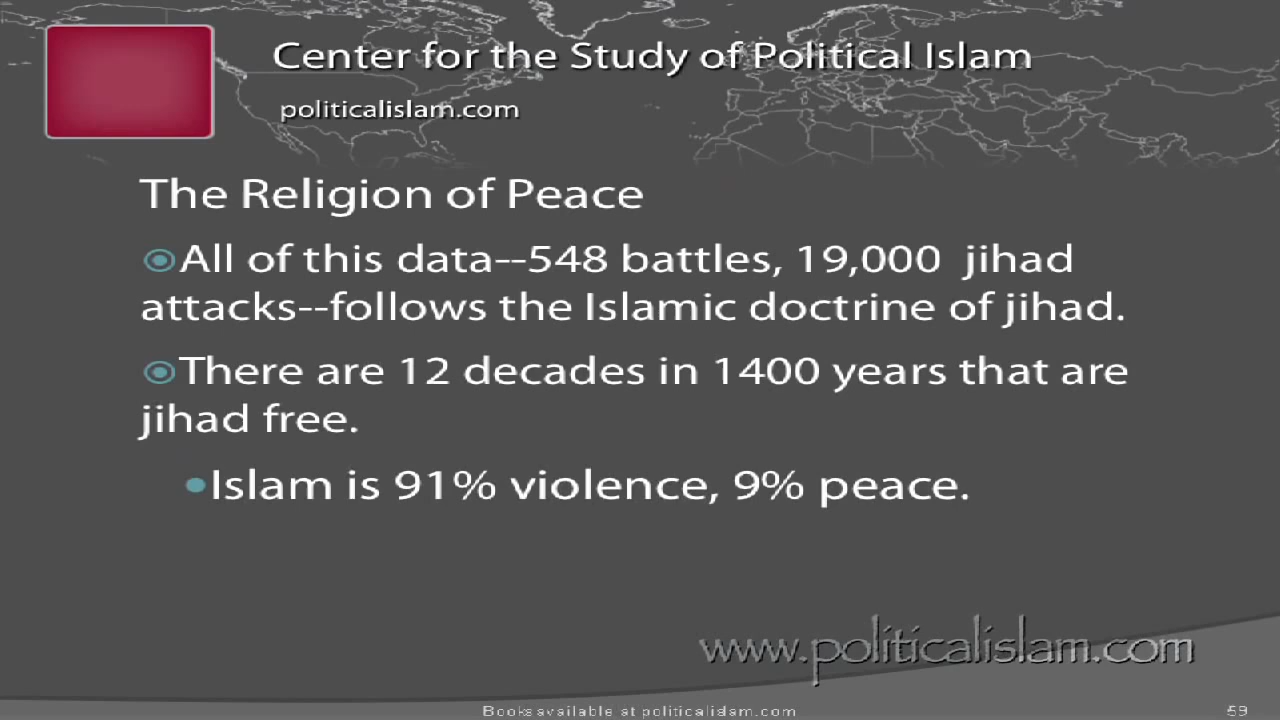 Center for the Study of Political Islam
politicalislam.com
The Religion of Peace
All of this data--548 battles, 19,000 jihad
attacks--follows the Islamic doctrine of jihad.
There are 12 decades in 1400 years that are
jihad free.
Islam is 91% violence, 9% peace.
www.politicalislam.com
Books available at politicalislam.com
59